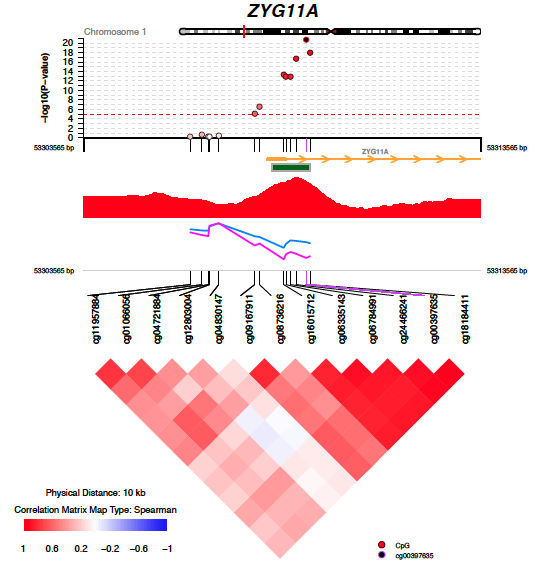 ZYG11A
Chromosome 1
20
18
16
14
12
10
8
6
4
2
0
−log10(P−value)
53303565 bp
53313565 bp
ZYG11A
53303565 bp
53313565 bp
cg11957884
cg01066605
cg04721884
cg12803004
cg04830147
cg09167911
cg08736216
cg16015712
cg06335143
cg06784991
cg24466241
cg00397635
cg18184411
Physical Distance: 10 kb
Correlation Matrix Map Type: Spearman
1 0.6 0.2 −0.2 −0.6 −1
CpG
cg00397635